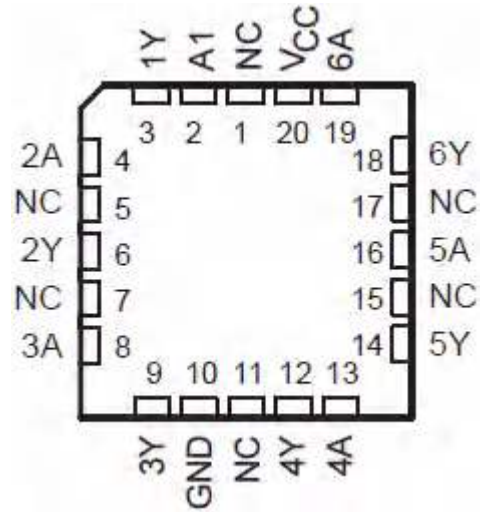 1Y A1 NC VCC 6A
3 2 1 20 19
2A 4 18 6Y
NC 5 17 NC
2Y 6 16 5A
NC 7 15 NC
3A 8 14 5Y
9 10 11 12 13
3Y GND NC 4Y 4A